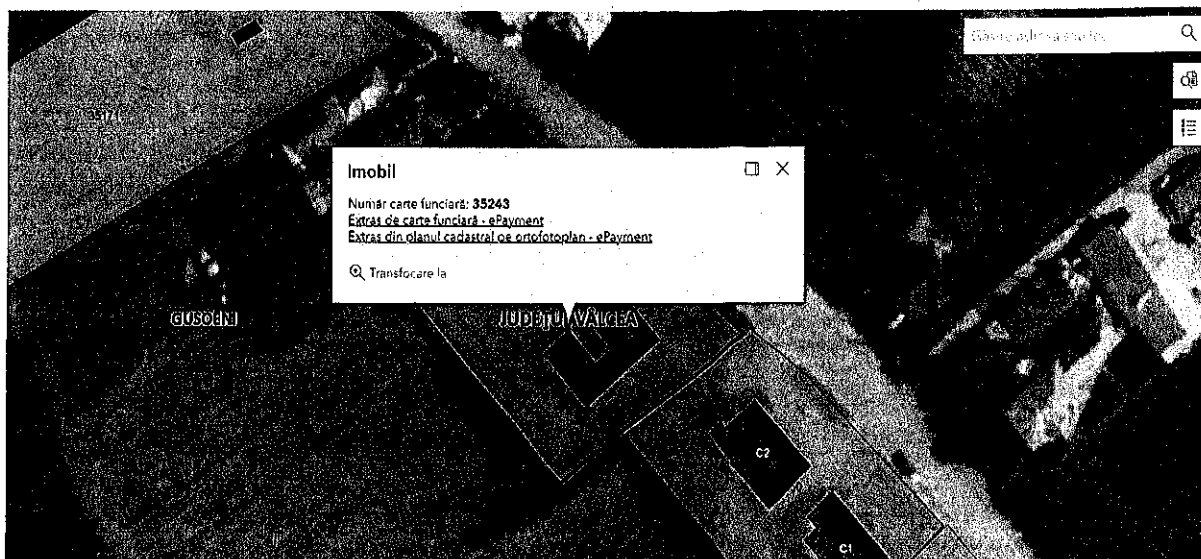 Imobil
Număr carte funciară: 35243
Extras de carte funciară - ePayment
Extras din planul cadastral pe ortofotoplan - ePayment
Transfocare la
GUSOENI
JUDEȚU VÂLCEA
C2
C1